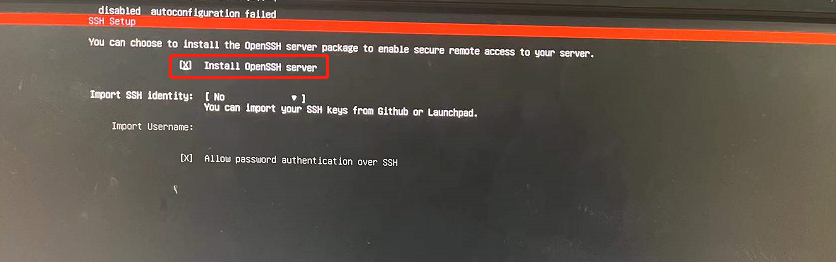 disabled autoconfiguration failed
SSH Setup
You can choose to install the OpenSSH server package to enable secure remote access to your server.
[X] Install OpenSSH server
Import SSH identity: [ No ▾ ]
You can import your SSH keys from Github or Launchpad.
Import Username:
[X] Allow password authentication over SSH